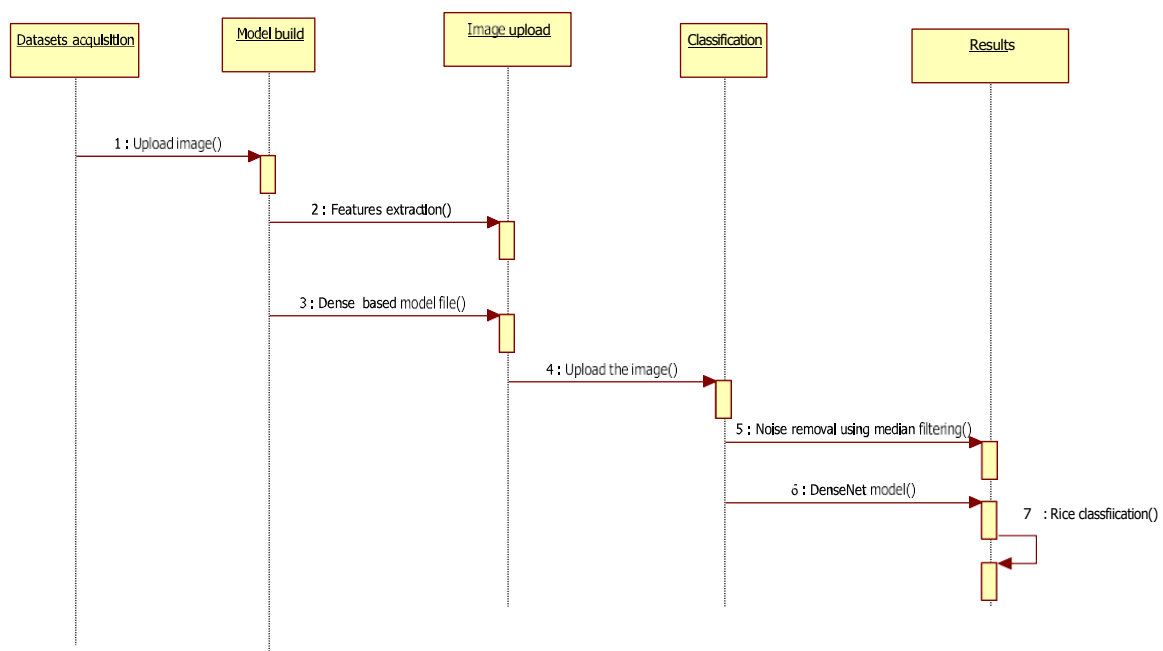 Datasets acquisition
Model build
Image upload
Classification
Results
1 : Upload image()
2 : Features extraction()
3 : Dense based model file()
4 : Upload the image()
5 : Noise removal using median filtering()
6 : DenseNet model()
7 : Rice classfiication()